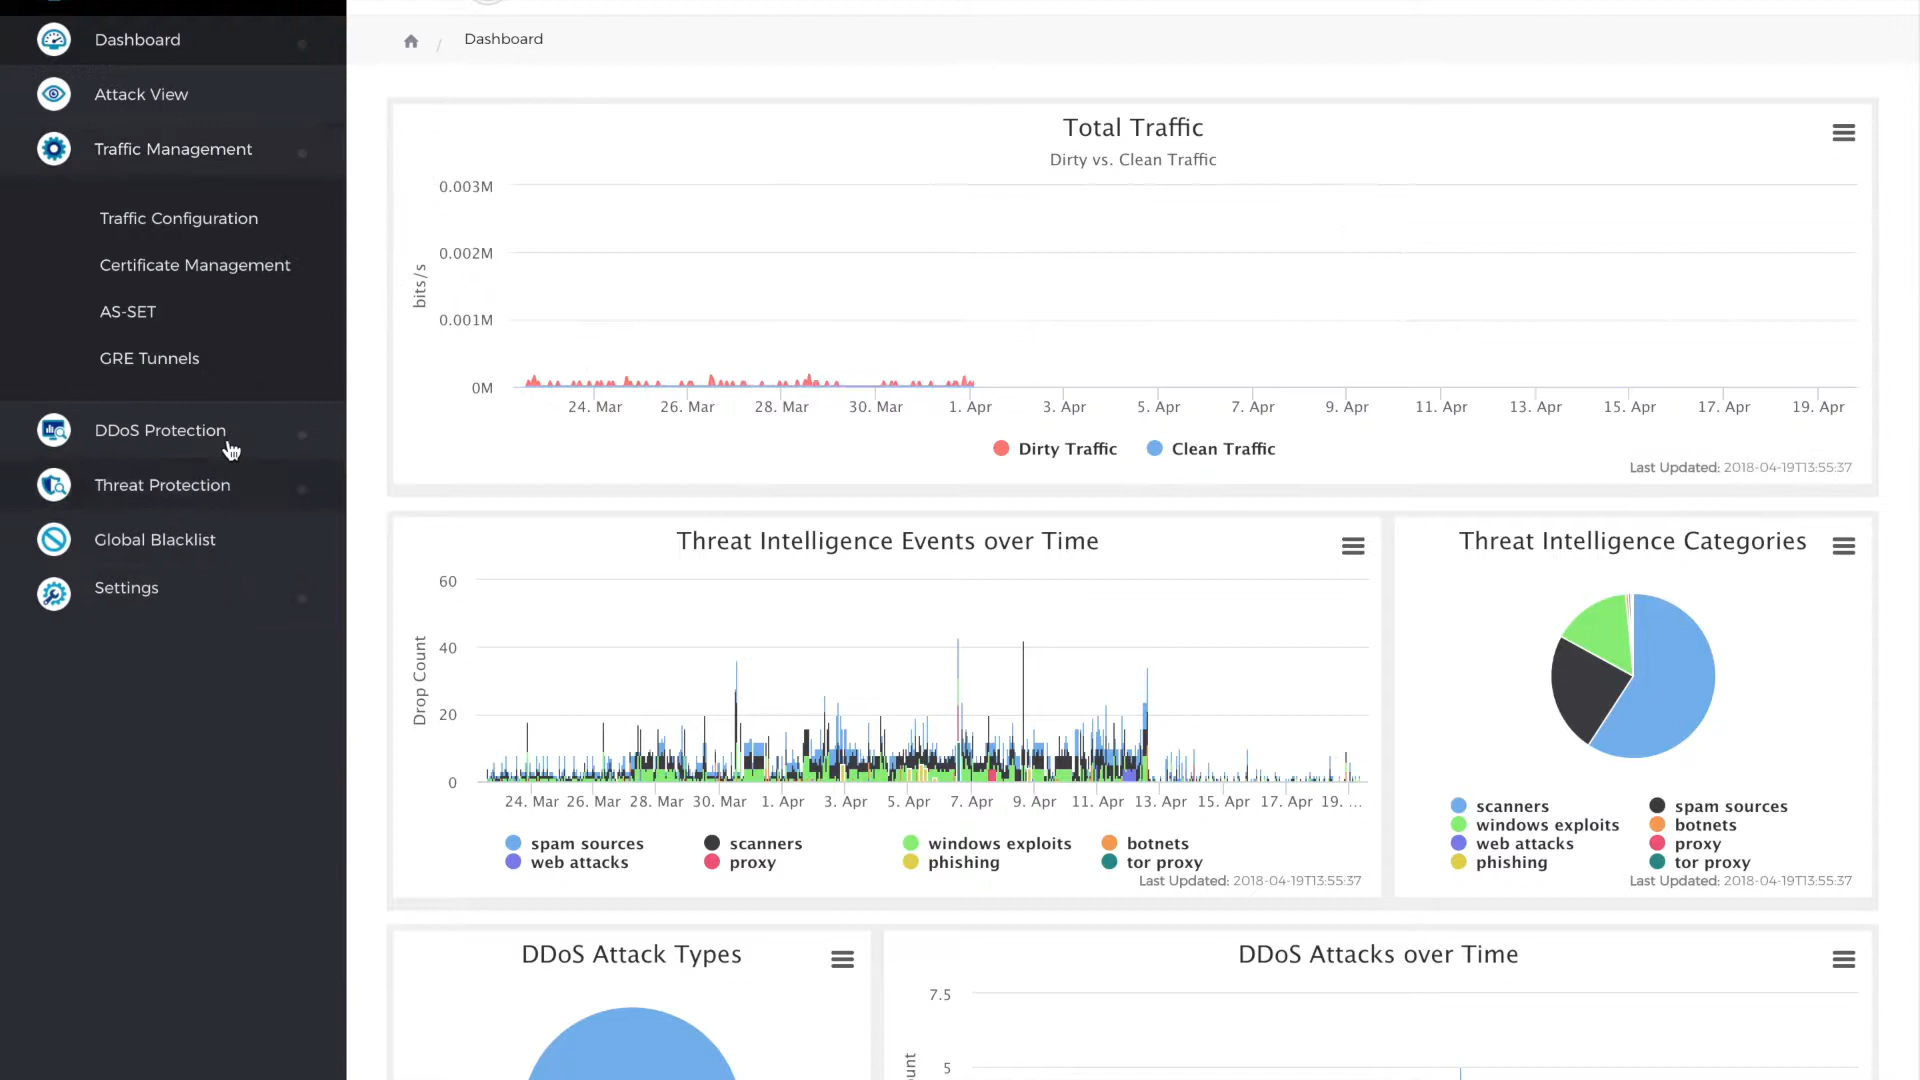 Dashboard
Attack View
Traffic Management
Traffic Configuration
Certificate Management
AS-SET
GRE Tunnels
DDoS Protection
Threat Protection
Global Blacklist
Settings
/ Dashboard
Total Traffic
Dirty vs. Clean Traffic
bits/s
0.003M
0.002M
0.001M
0M
24. Mar 26. Mar 28. Mar 30. Mar 1. Apr 3. Apr 5. Apr 7. Apr 9. Apr 11. Apr 13. Apr 15. Apr 17. Apr 19. Apr
Dirty Traffic Clean Traffic
Last Updated: 2018-04-19T13:55:37
Threat Intelligence Events over Time
Drop Count
60
40
20
0
24. Mar 26. Mar 28. Mar 30. Mar 1. Apr 3. Apr 5. Apr 7. Apr 9. Apr 11. Apr 13. Apr 15. Apr 17. Apr 19. ...
spam sources scanners windows exploits botnets
web attacks proxy phishing tor proxy
Last Updated: 2018-04-19T13:55:37
Threat Intelligence Categories
scanners spam sources
windows exploits botnets
web attacks proxy
phishing tor proxy
Last Updated: 2018-04-19T13:55:37
DDoS Attack Types
DDoS Attacks over Time
7.5
5